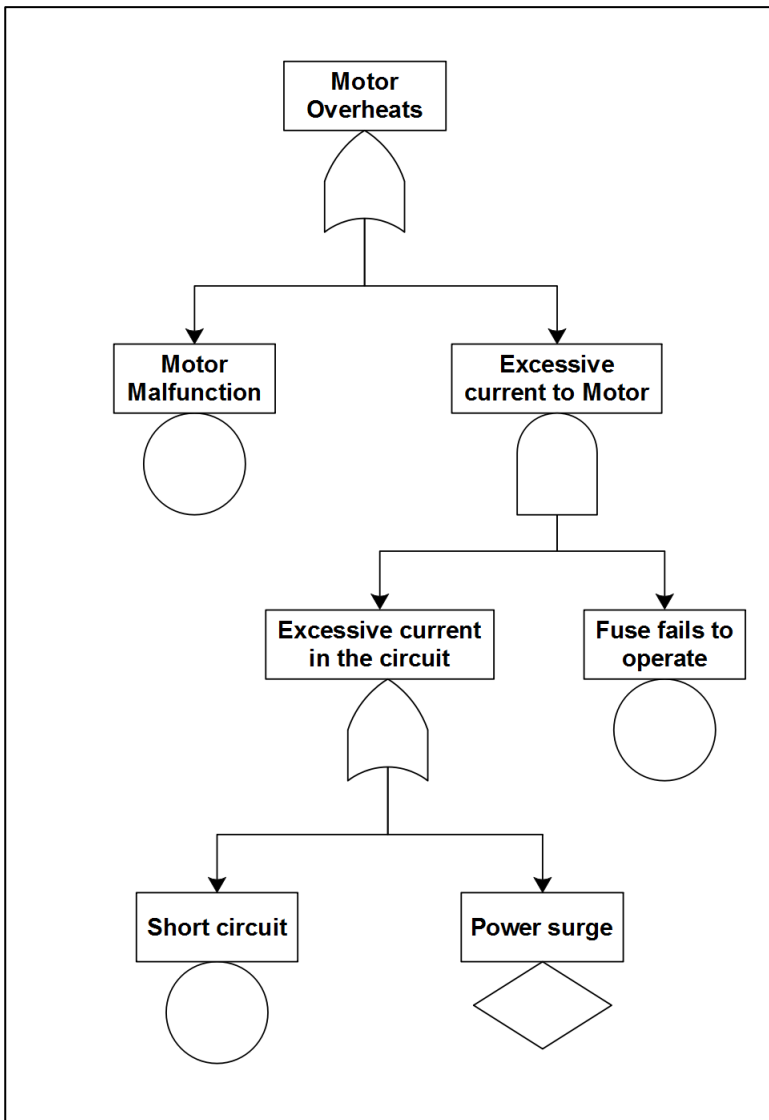 Motor
Overheats
Motor
Malfunction
Excessive
current to Motor
Excessive current
in the circuit
Fuse fails to
operate
Short circuit
Power surge